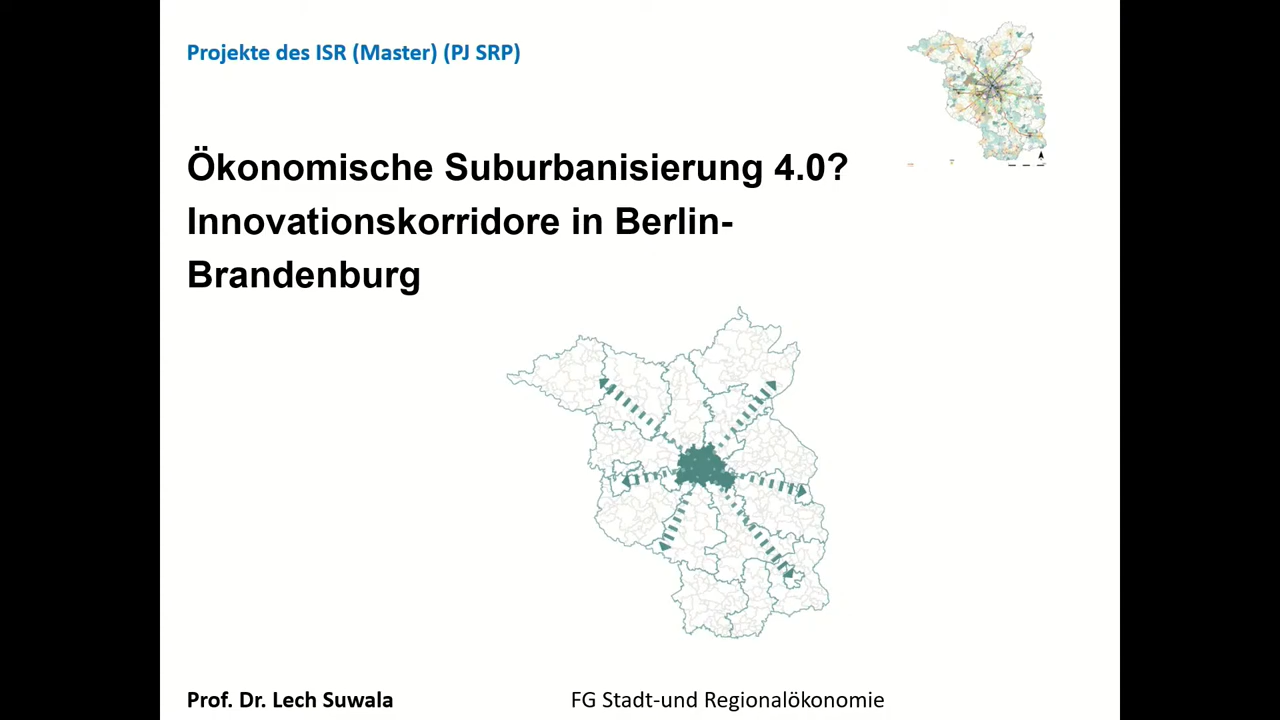 Projekte des ISR (Master) (PJ SRP)
Ökonomische Suburbanisierung 4.0?
Innovationskorridore in Berlin-
Brandenburg
Prof. Dr. Lech Suwala
FG Stadt-und Regionalökonomie